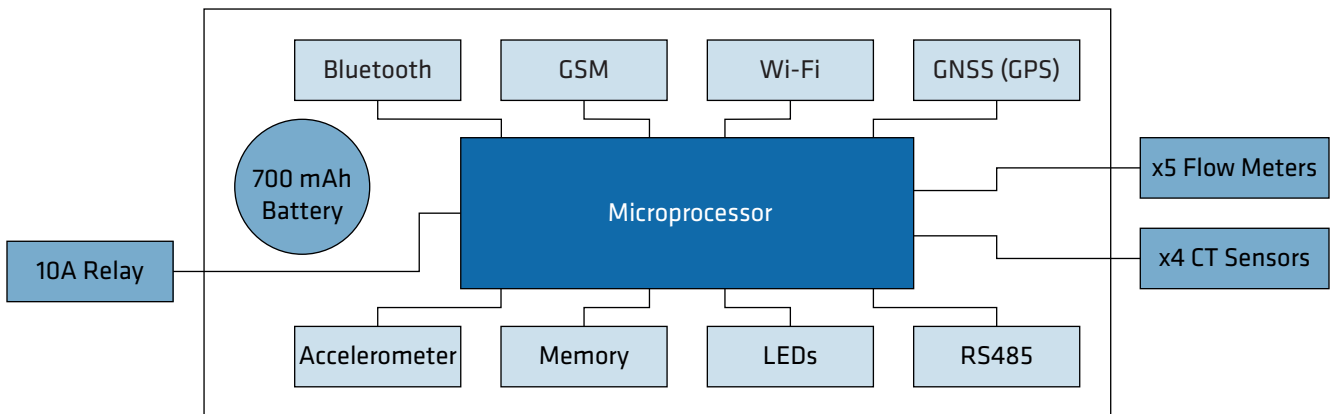 Bluetooth
GSM
Wi-Fi
GNSS (GPS)
700 mAh
Battery
Microprocessor
x5 Flow Meters
10A Relay
x4 CT Sensors
Accelerometer
Memory
LEDs
RS485